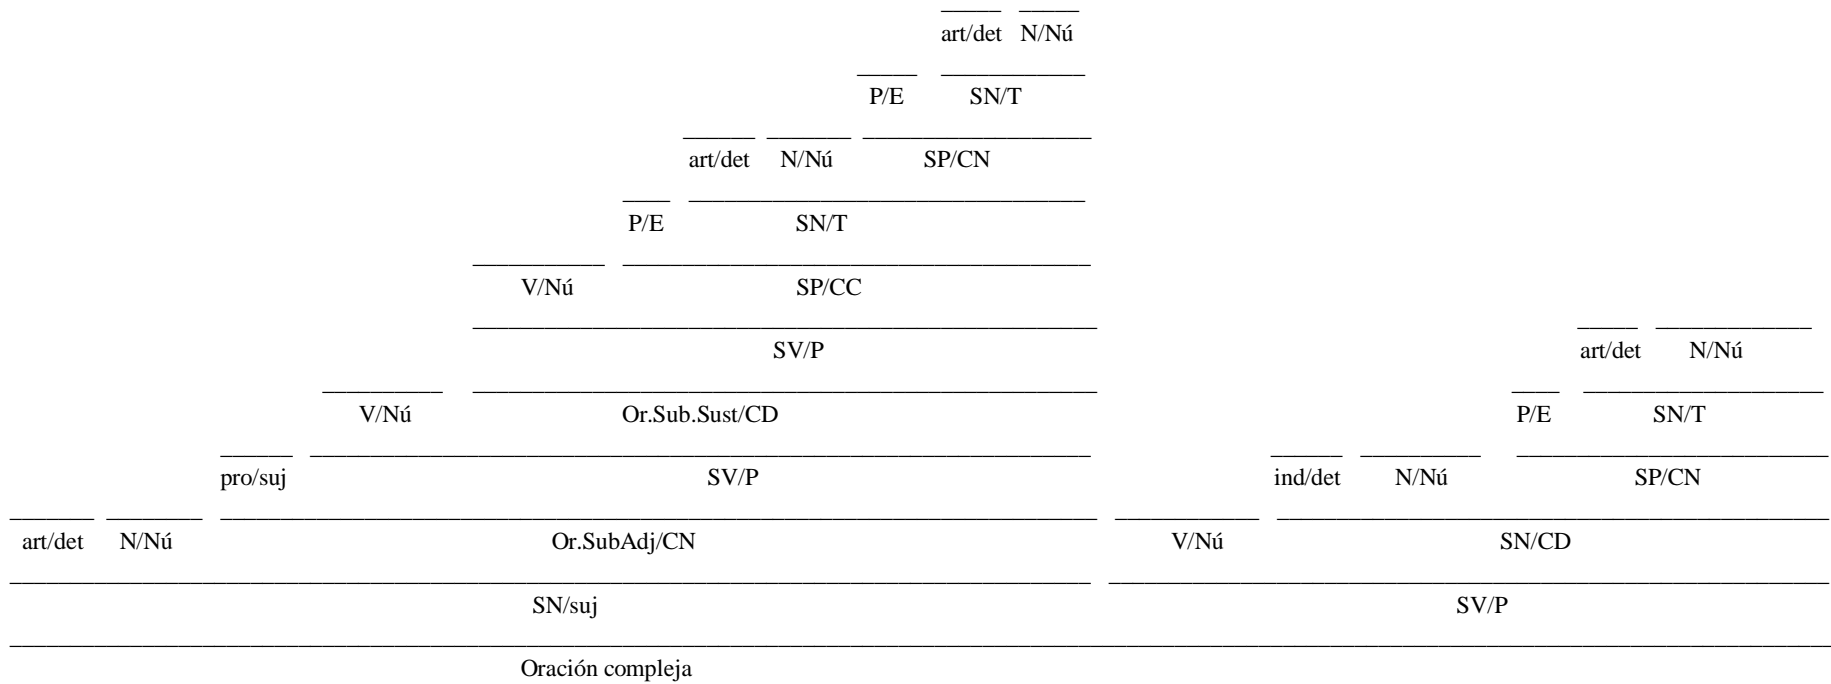 art/det N/Nú
P/E SN/T
art/det N/Nú SP/CN
P/E SN/T
V/Nú SP/CC
SV/P art/det N/Nú
V/Nú Or.Sub.Sust/CD P/E SN/T
pro/suj SV/P ind/det N/Nú SP/CN
art/det N/Nú Or.SubAdj/CN V/Nú SN/CD
SN/suj SV/P
Oración compleja